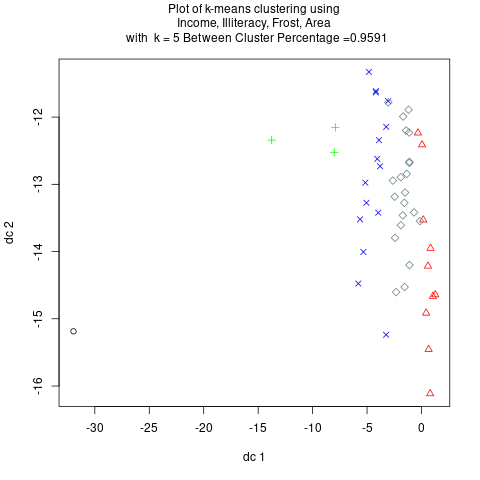 Plot of k-means clustering using
Income, Illiteracy, Frost, Area
with k = 5 Between Cluster Percentage =0.9591
-12
-13
-14
-15
-16
dc 2
-30
-25
-20
-15
-10
-5
0
dc 1